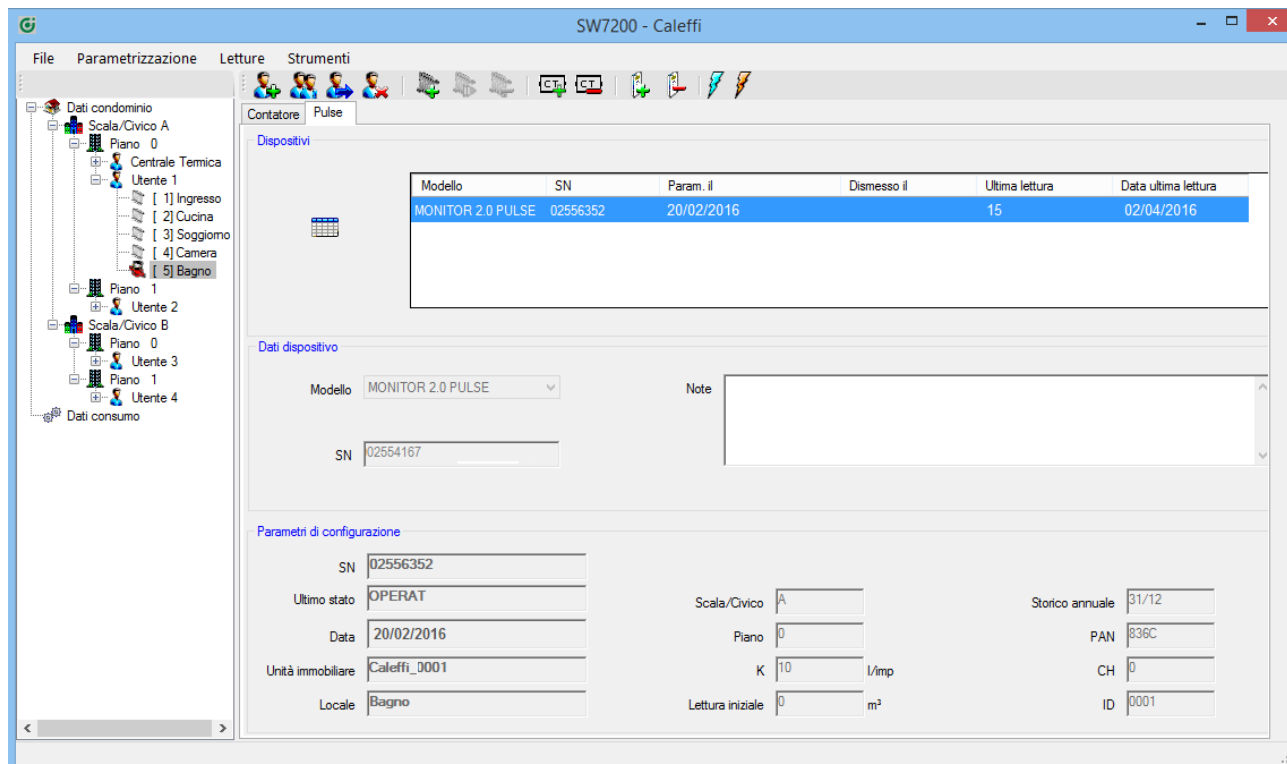 SW7200 - Caleffi
File Parametrizzazione Letture Strumenti
CT CT
Dati condominio
Scala/Civico A
Piano 0
Centrale Termica
Utente 1
[ 1] Ingresso
[ 2] Cucina
[ 3] Soggiorno
[ 4] Camera
[ 5] Bagno
Piano 1
Utente 2
Scala/Civico B
Piano 0
Utente 3
Piano 1
Utente 4
Dati consumo
Contatore Pulse
Dispositivi
Modello SN Param. il Dismesso il Ultima lettura Data ultima lettura
MONITOR 2.0 PULSE 02556352 20/02/2016 15 02/04/2016
Dati dispositivo
Modello MONITOR 2.0 PULSE Note
SN 02554167
Parametri di configurazione
SN 02556352
Ultimo stato OPERAT Scala/Civico A Storico annuale 31/12
Data 20/02/2016 Piano 0 PAN 836C
Unità immobiliare Caleffi_0001 K 10 l/imp CH 0
Locale Bagno Lettura iniziale 0 m³ ID 0001